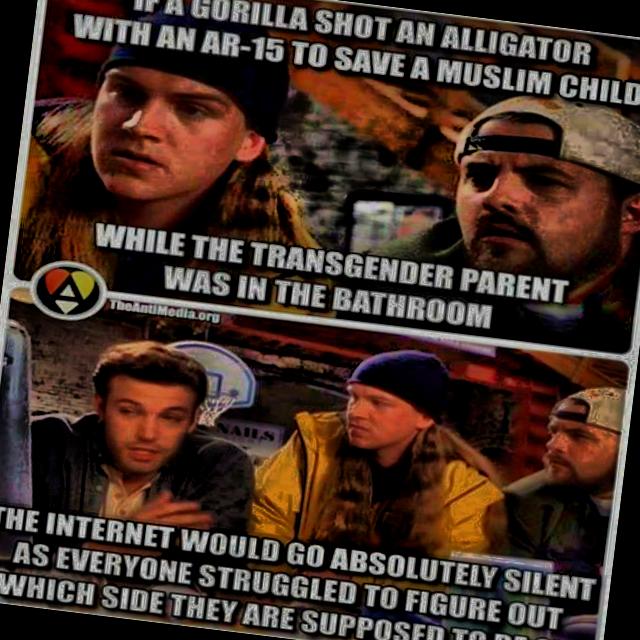 IF A GORILLA SHOT AN ALLIGATOR
WITH AN AR-15 TO SAVE A MUSLIM CHILD
WHILE THE TRANSGENDER PARENT
WAS IN THE BATHROOM
TheAntiMedia.org
NAILS
THE INTERNET WOULD GO ABSOLUTELY SILENT
AS EVERYONE STRUGGLED TO FIGURE OUT
WHICH SIDE THEY ARE SUPPOSED TO